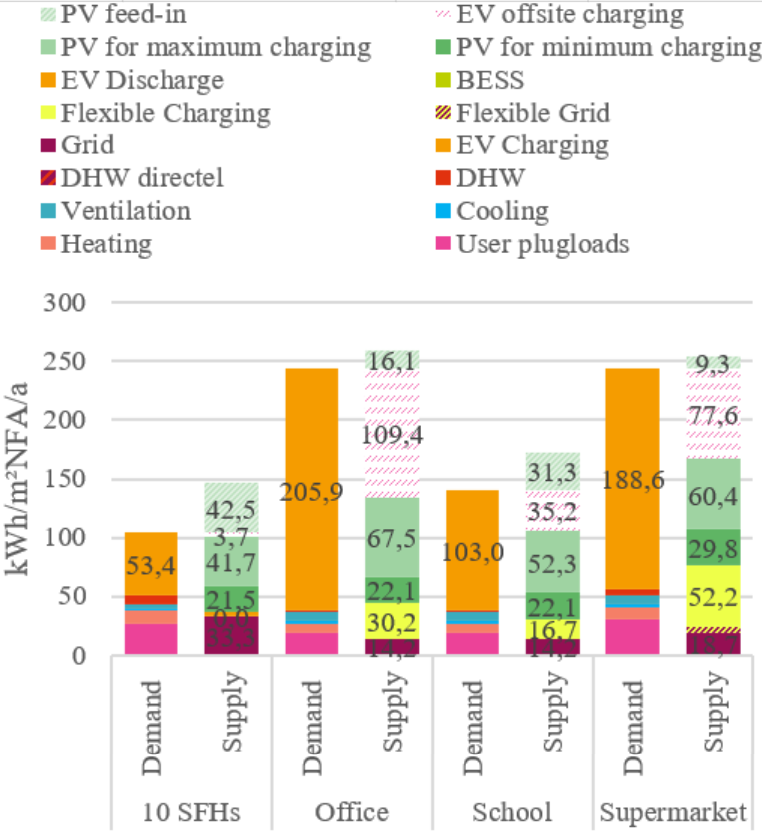 PV feed-in EV offsite charging
PV for maximum charging PV for minimum charging
EV Discharge BESS
Flexible Charging Flexible Grid
Grid EV Charging
DHW directel DHW
Ventilation Cooling
Heating User plugloads
kWh/m²NFA/a
300
250
200
150
100
50
0
53,4
42,5
3,7
41,7
21,5
205,9
16,1
109,4
67,5
22,1
30,2
14,2
103,0
31,3
35,2
52,3
22,1
16,7
14,2
188,6
9,3
77,6
60,4
29,8
52,2
Demand Supply Demand Supply Demand Supply Demand Supply
10 SFHs Office School Supermarket